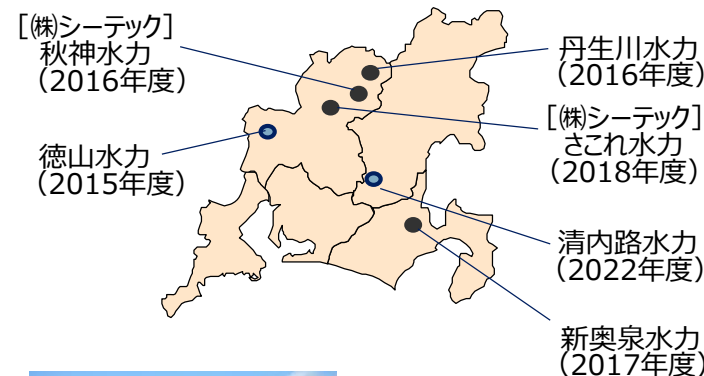 [㈱シーテック]
秋神水力
（2016年度）
徳山水力
（2015年度）
丹生川水力
（2016年度）
[㈱シーテック]
さこれ水力
（2018年度）
清内路水力
（2022年度）
新奥泉水力
（2017年度）